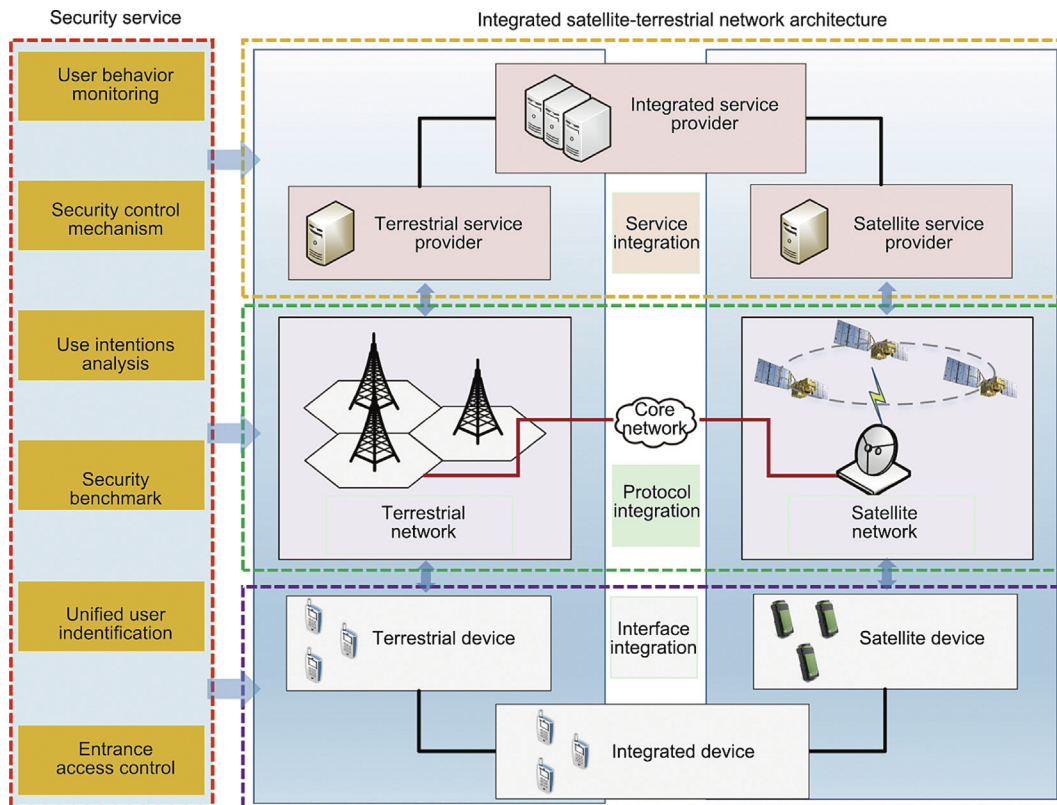 Security service
Integrated satellite-terrestrial network architecture
User behavior
monitoring
Security control
mechanism
Use intentions
analysis
Security
benchmark
Unified user
indentification
Entrance
access control
Integrated service
provider
Terrestrial service
provider
Service
integration
Satellite service
provider
Core
network
Protocol
integration
Terrestrial
network
Satellite
network
Terrestrial device
Interface
integration
Satellite device
Integrated device